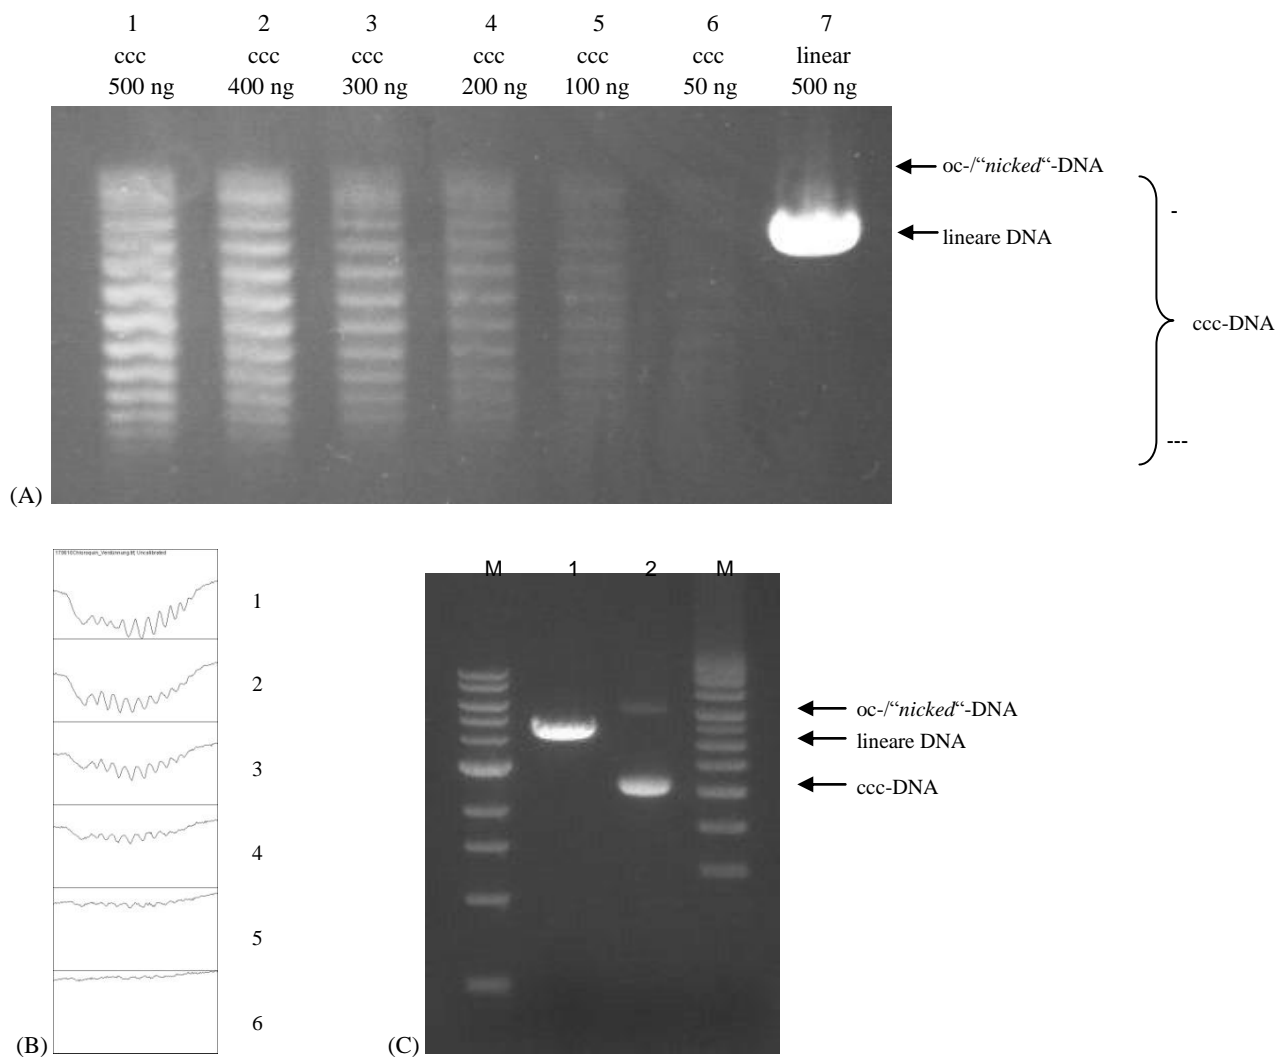 1 2 3 4 5 6 7
ccc ccc ccc ccc ccc ccc linear
500 ng 400 ng 300 ng 200 ng 100 ng 50 ng 500 ng
oc-/“nicked“-DNA
-
lineare DNA
ccc-DNA
---
(A)
1
2
3
4
5
6
(B)
M 1 2 M
oc-/“nicked“-DNA
lineare DNA
ccc-DNA
(C)